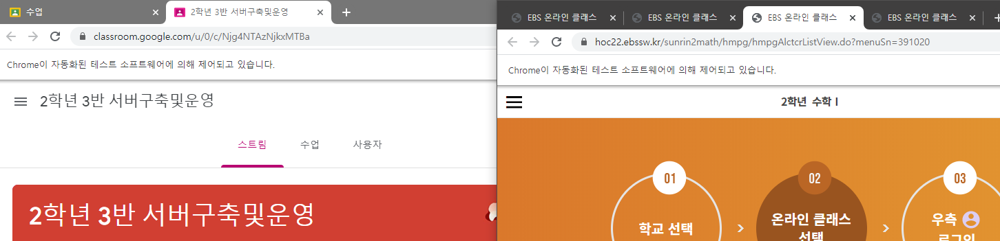 수업
2학년 3반 서버구축및운영
classroom.google.com/u/0/c/Njg4NTAzNjkxMTBa
Chrome이 자동화된 테스트 소프트웨어에 의해 제어되고 있습니다.
2학년 3반 서버구축및운영
스트림
수업
사용자
2학년 3반 서버구축및운영
EBS 온라인 클래스
EBS 온라인 클래스
EBS 온라인 클래스
EBS 온라인 클래스
hoc22.ebssw.kr/sunrin2math/hmpg/hmpgAlctcrListView.do?menuSn=391020
Chrome이 자동화된 테스트 소프트웨어에 의해 제어되고 있습니다.
2학년 수학 I
01
학교 선택
02
온라인 클래스
선택
03
우측
로그인